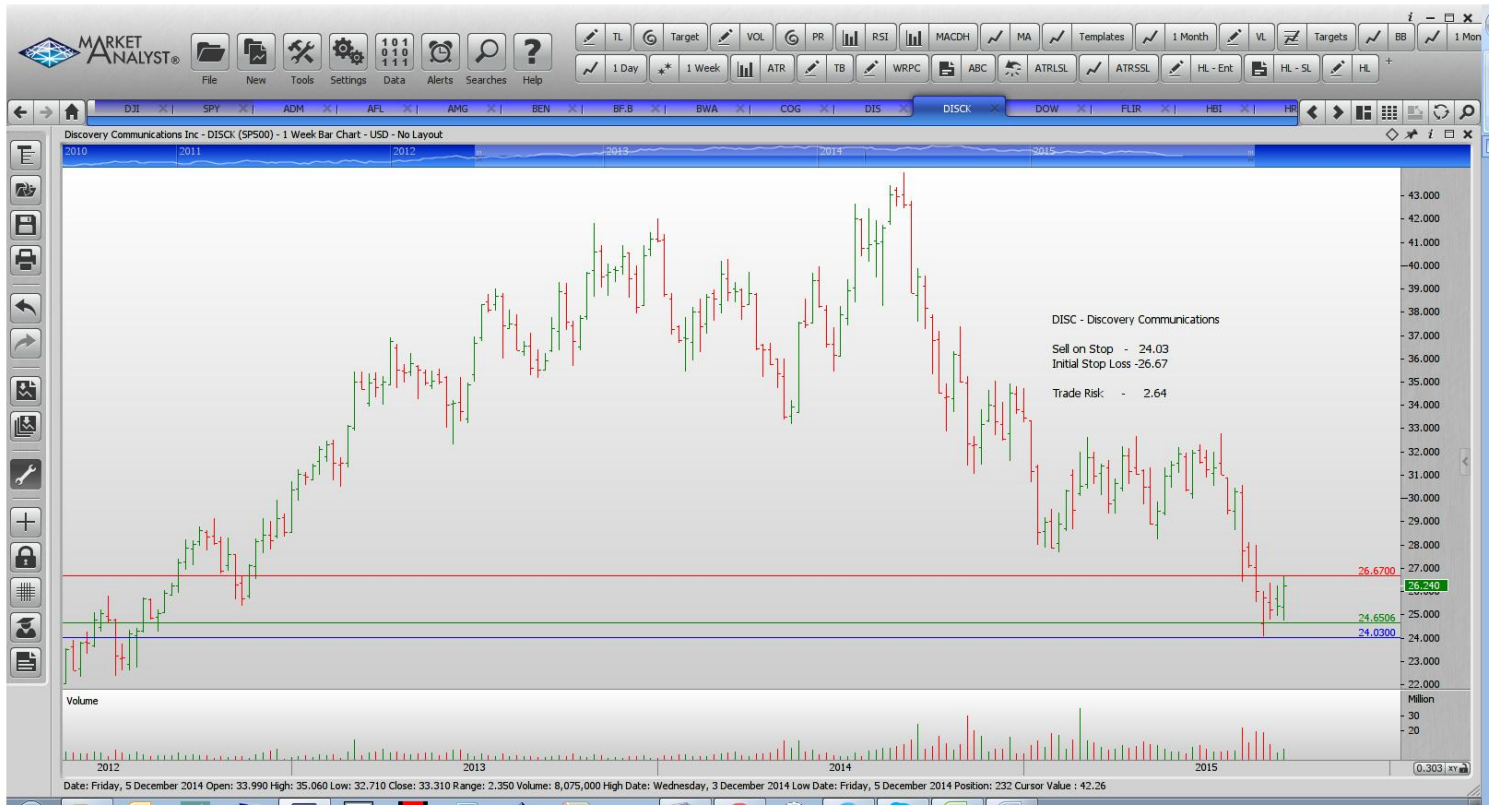 i
MARKET ANALYST®
File New Tools Settings Data Alerts Searches Help
TL Target VOL PR RSI MACDH MA Templates 1 Month VL Targets BB 1 Mon
1 Day 1 Week ATR TB WRPC ABC ATRLSL ATRSSL HL - Ent HL - SL HL +
101
010
111
DJI SPY ADM AFL AMG BEN BF.B BWA COG DIS DISCK DOW FLIR HBI HR
Discovery Communications Inc - DISCK (SP500) - 1 Week Bar Chart - USD - No Layout
2010 2011 2012 2013 2014 2015
43.000
42.000
41.000
40.000
39.000
38.000
DISC - Discovery Communications
37.000
Sell on Stop - 24.03
36.000
Initial Stop Loss -26.67
35.000
Trade Risk - 2.64
34.000
33.000
32.000
31.000
30.000
29.000
28.000
27.000
26.6700
26.240
25.000
24.6506
24.0300
24.000
23.000
22.000
Volume
Million
30
20
2012 2013 2014 2015
0.303 XY
Date: Friday, 5 December 2014 Open: 33.990 High: 35.060 Low: 32.710 Close: 33.310 Range: 2.350 Volume: 8,075,000 High Date: Wednesday, 3 December 2014 Low Date: Friday, 5 December 2014 Position: 232 Cursor Value : 42.26